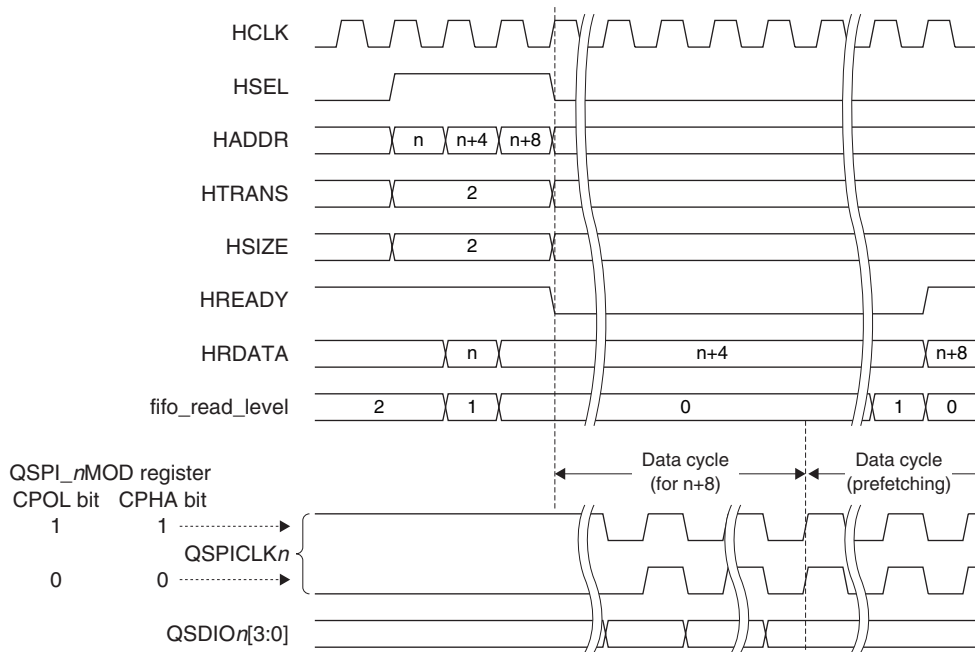 HCLK
HSEL
HADDR n n+4 n+8
HTRANS 2
HSIZE 2
HREADY
HRDATA n n+4 n+8
fifo_read_level 2 1 0 1 0
Data cycle
(for n+8)
Data cycle
(prefetching)
QSPI_nMOD register
CPOL bit CPHA bit
1 1
QSPICLKn
0 0
QSDIOn[3:0]